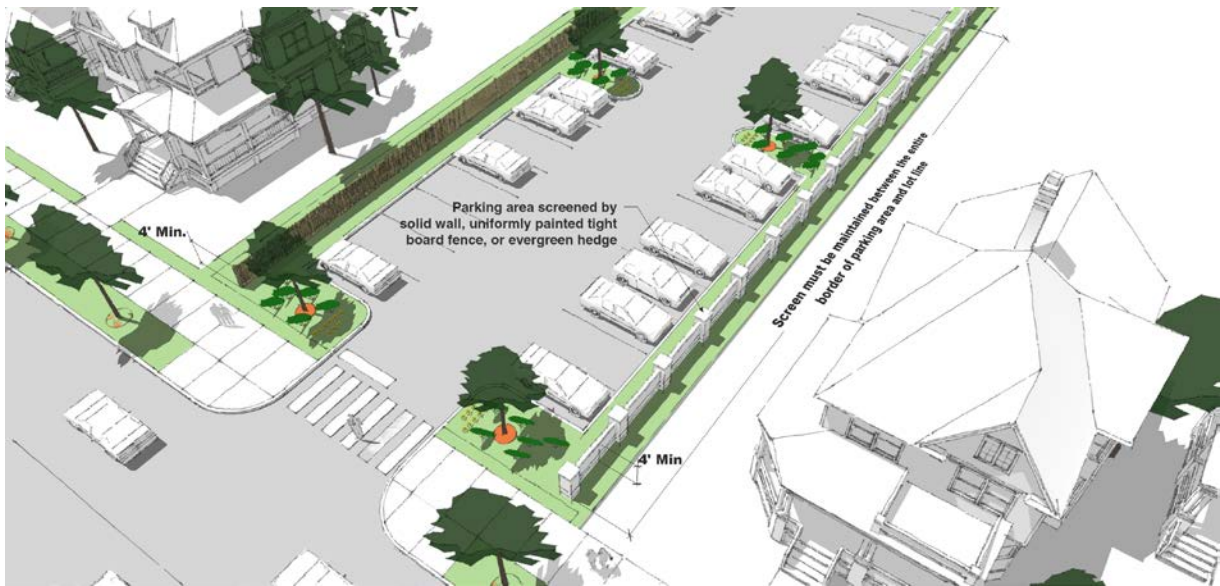 4' Min.
Parking area screened by
solid wall, uniformly painted tight
board fence, or evergreen hedge
Screen must be maintained between the entire
border of parking area and lot line
4' Min